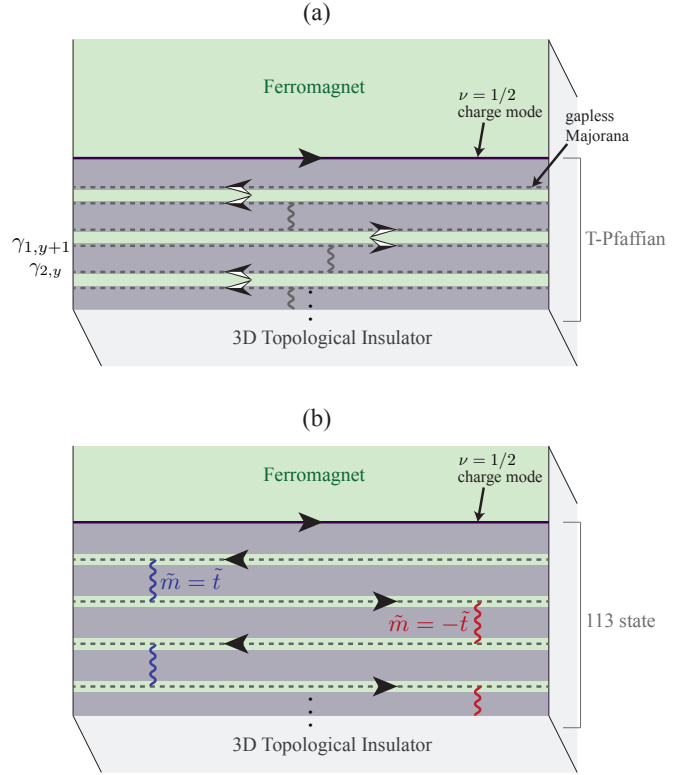 (a)
Ferromagnet
ν = 1/2
charge mode
gapless
Majorana
γ₁,y+1
γ₂,y
T-Pfaffian
3D Topological Insulator
(b)
Ferromagnet
ν = 1/2
charge mode
m̃ = t̃
m̃ = −t̃
113 state
3D Topological Insulator